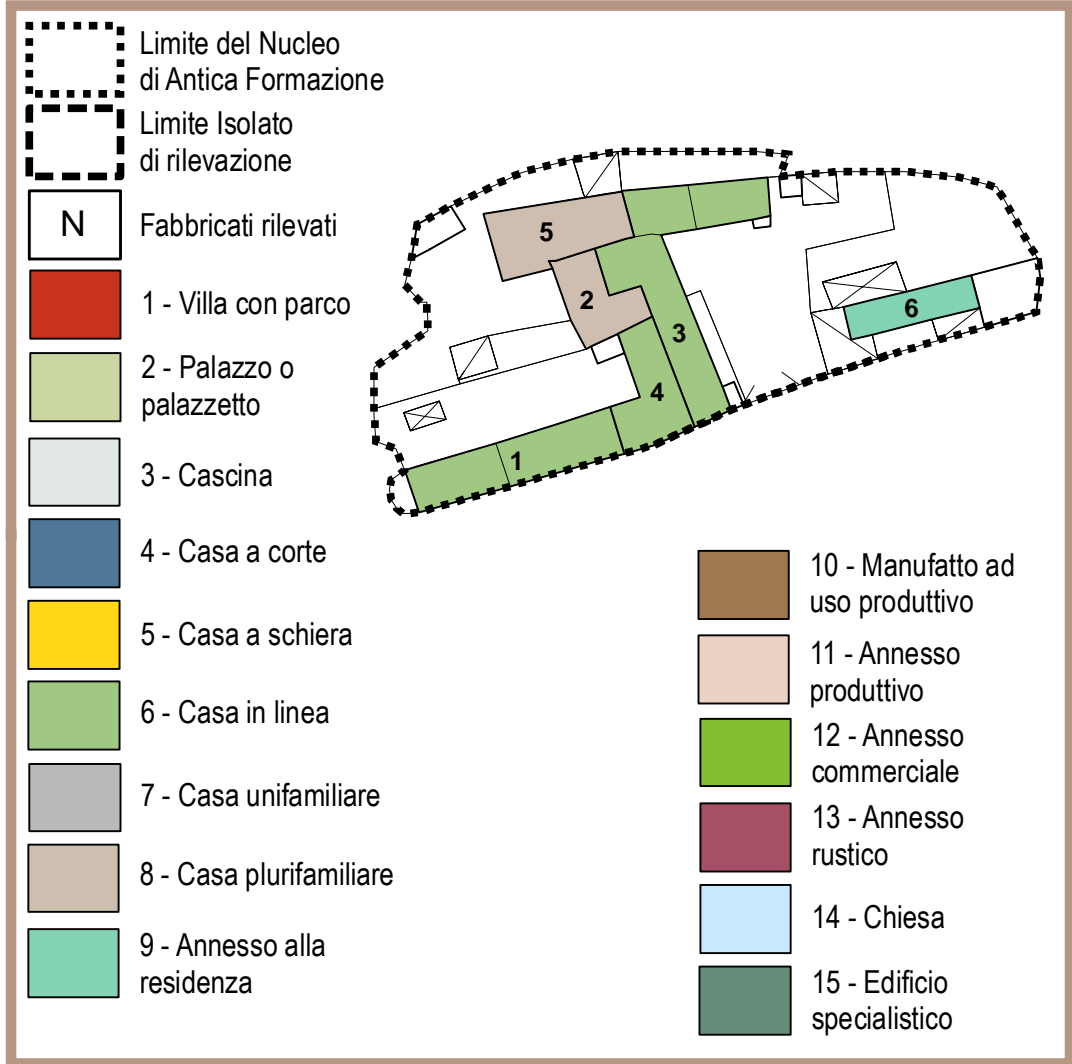 Limite del Nucleo
di Antica Formazione
Limite Isolato
di rilevazione
N
Fabbricati rilevati
1 - Villa con parco
2 - Palazzo o
palazzetto
3 - Cascina
4 - Casa a corte
5 - Casa a schiera
6 - Casa in linea
7 - Casa unifamiliare
8 - Casa plurifamiliare
9 - Annesso alla
residenza
5
2
3
6
4
1
10 - Manufatto ad
uso produttivo
11 - Annesso
produttivo
12 - Annesso
commerciale
13 - Annesso
rustico
14 - Chiesa
15 - Edificio
specialistico